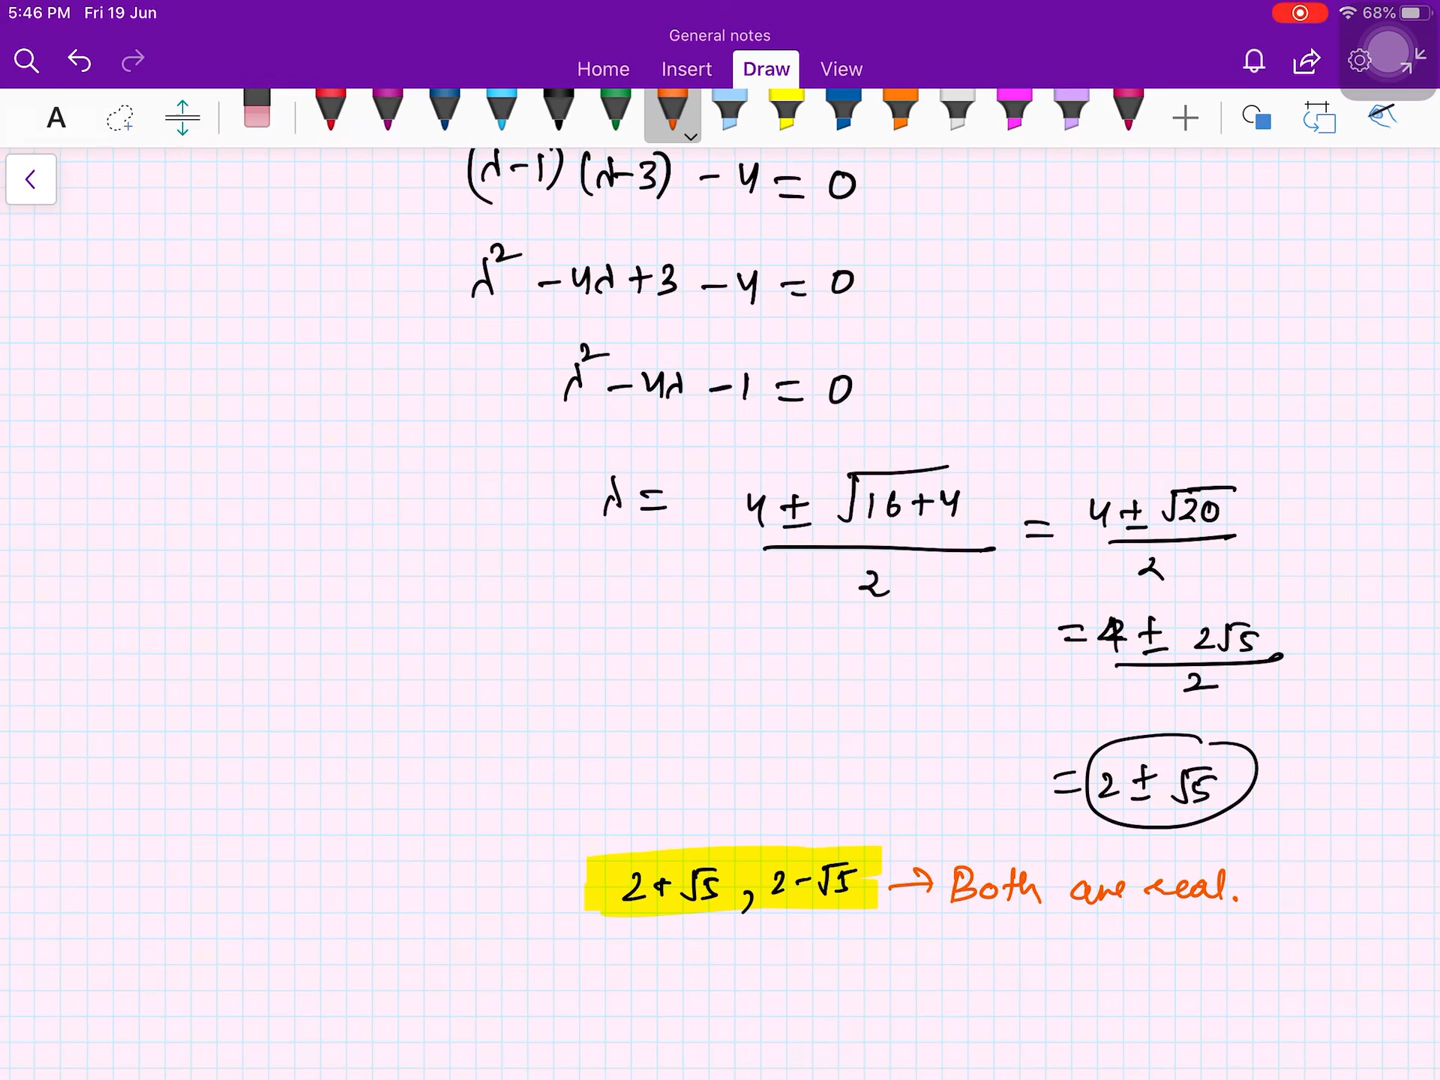 5:46 PM Fri 19 Jun 68%
General notes
Home Insert Draw View
A
(λ-1) (λ-3) - 4 = 0
λ² - 4λ + 3 - 4 = 0
λ² - 4λ - 1 = 0
λ = (4 ± √(16+4))/2 = (4 ± √20)/2
= (4 ± 2√5)/2
= 2 ± √5
2+√5 , 2-√5 → Both are real.